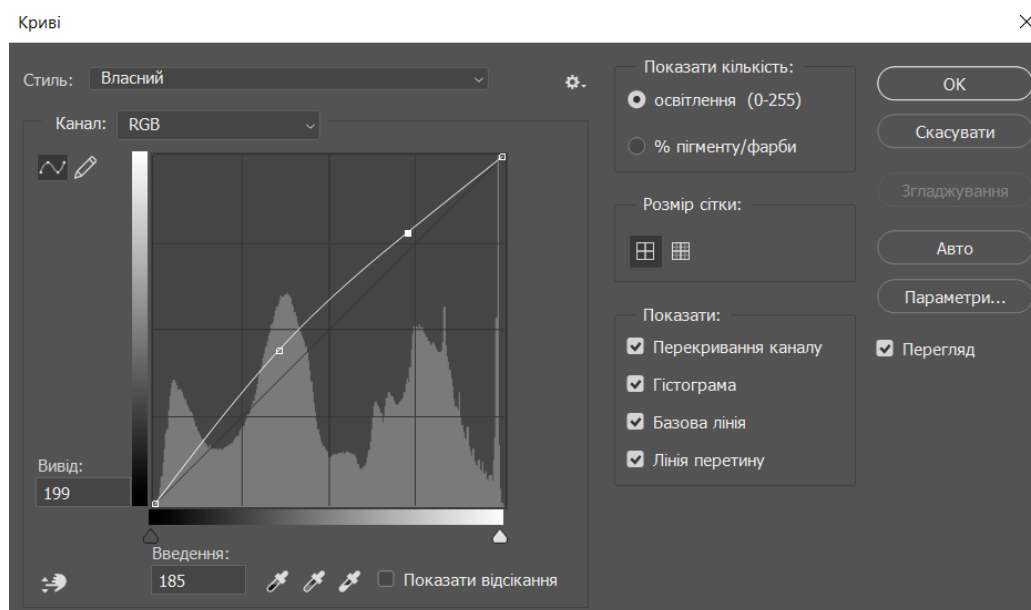 Криві
Стиль: Власний
Канал: RGB
Вивід:
199
Введення:
185
Показати відсікання
Показати кількість:
освітлення (0-255)
% пігменту/фарби
Розмір сітки:
Показати:
Перекривання каналу
Гістограма
Базова лінія
Лінія перетину
OK
Скасувати
Згладжування
Авто
Параметри...
Перегляд